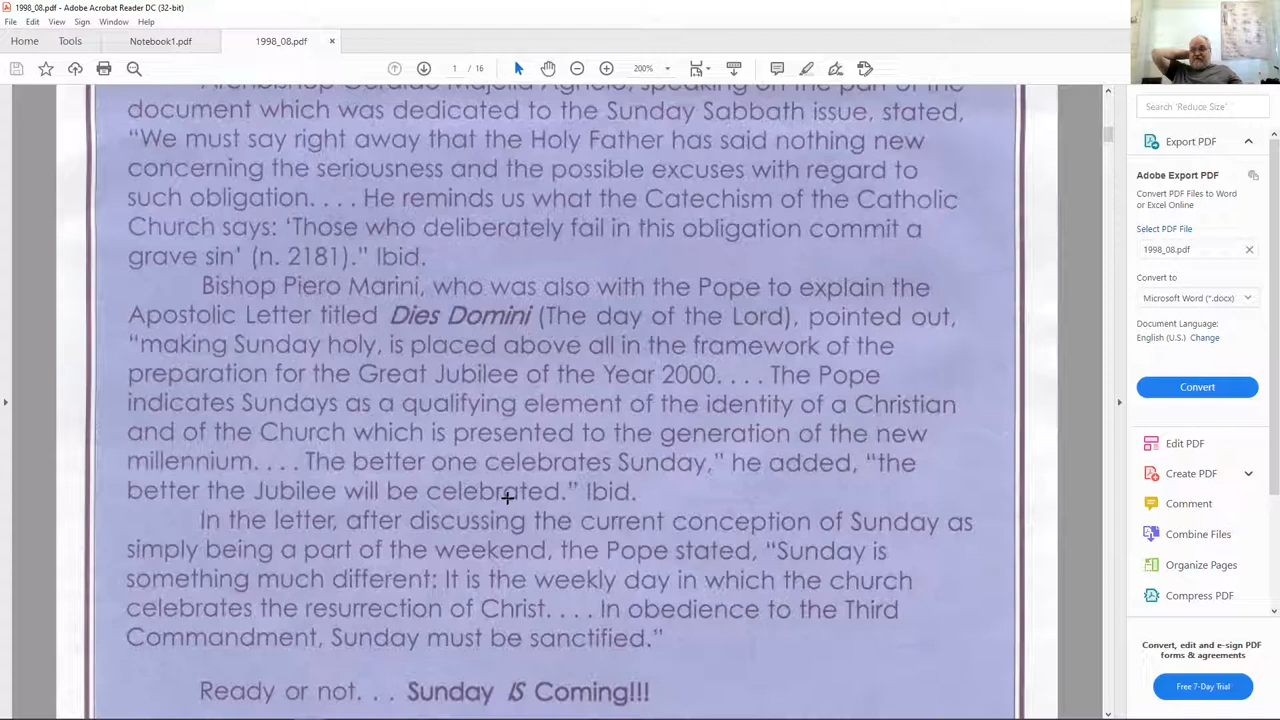 1998_08.pdf - Adobe Acrobat Reader DC (32-bit)
File Edit View Sign Window Help
Home Tools Notebook1.pdf 1998_08.pdf ×
1 / 16 200%
Archbishop Geraldo Majella Agnelo, speaking on the part of the
document which was dedicated to the Sunday Sabbath issue, stated,
“We must say right away that the Holy Father has said nothing new
concerning the seriousness and the possible excuses with regard to
such obligation. . . . He reminds us what the Catechism of the Catholic
Church says: ‘Those who deliberately fail in this obligation commit a
grave sin’ (n. 2181).” Ibid.
Bishop Piero Marini, who was also with the Pope to explain the
Apostolic Letter titled Dies Domini (The day of the Lord), pointed out,
“making Sunday holy, is placed above all in the framework of the
preparation for the Great Jubilee of the Year 2000. . . . The Pope
indicates Sundays as a qualifying element of the identity of a Christian
and of the Church which is presented to the generation of the new
millennium. . . . The better one celebrates Sunday,” he added, “the
better the Jubilee will be celebrated.” Ibid.
In the letter, after discussing the current conception of Sunday as
simply being a part of the weekend, the Pope stated, “Sunday is
something much different: It is the weekly day in which the church
celebrates the resurrection of Christ. . . . In obedience to the Third
Commandment, Sunday must be sanctified.”
Ready or not. . . Sunday IS Coming!!!
Search 'Reduce Size'
Export PDF
Adobe Export PDF
Convert PDF Files to Word
or Excel Online
Select PDF File
1998_08.pdf
Convert to
Microsoft Word (*.docx)
Document Language:
English (U.S.) Change
Convert
Edit PDF
Create PDF
Comment
Combine Files
Organize Pages
Compress PDF
Convert, edit and e-sign PDF
forms & agreements
Free 7-Day Trial